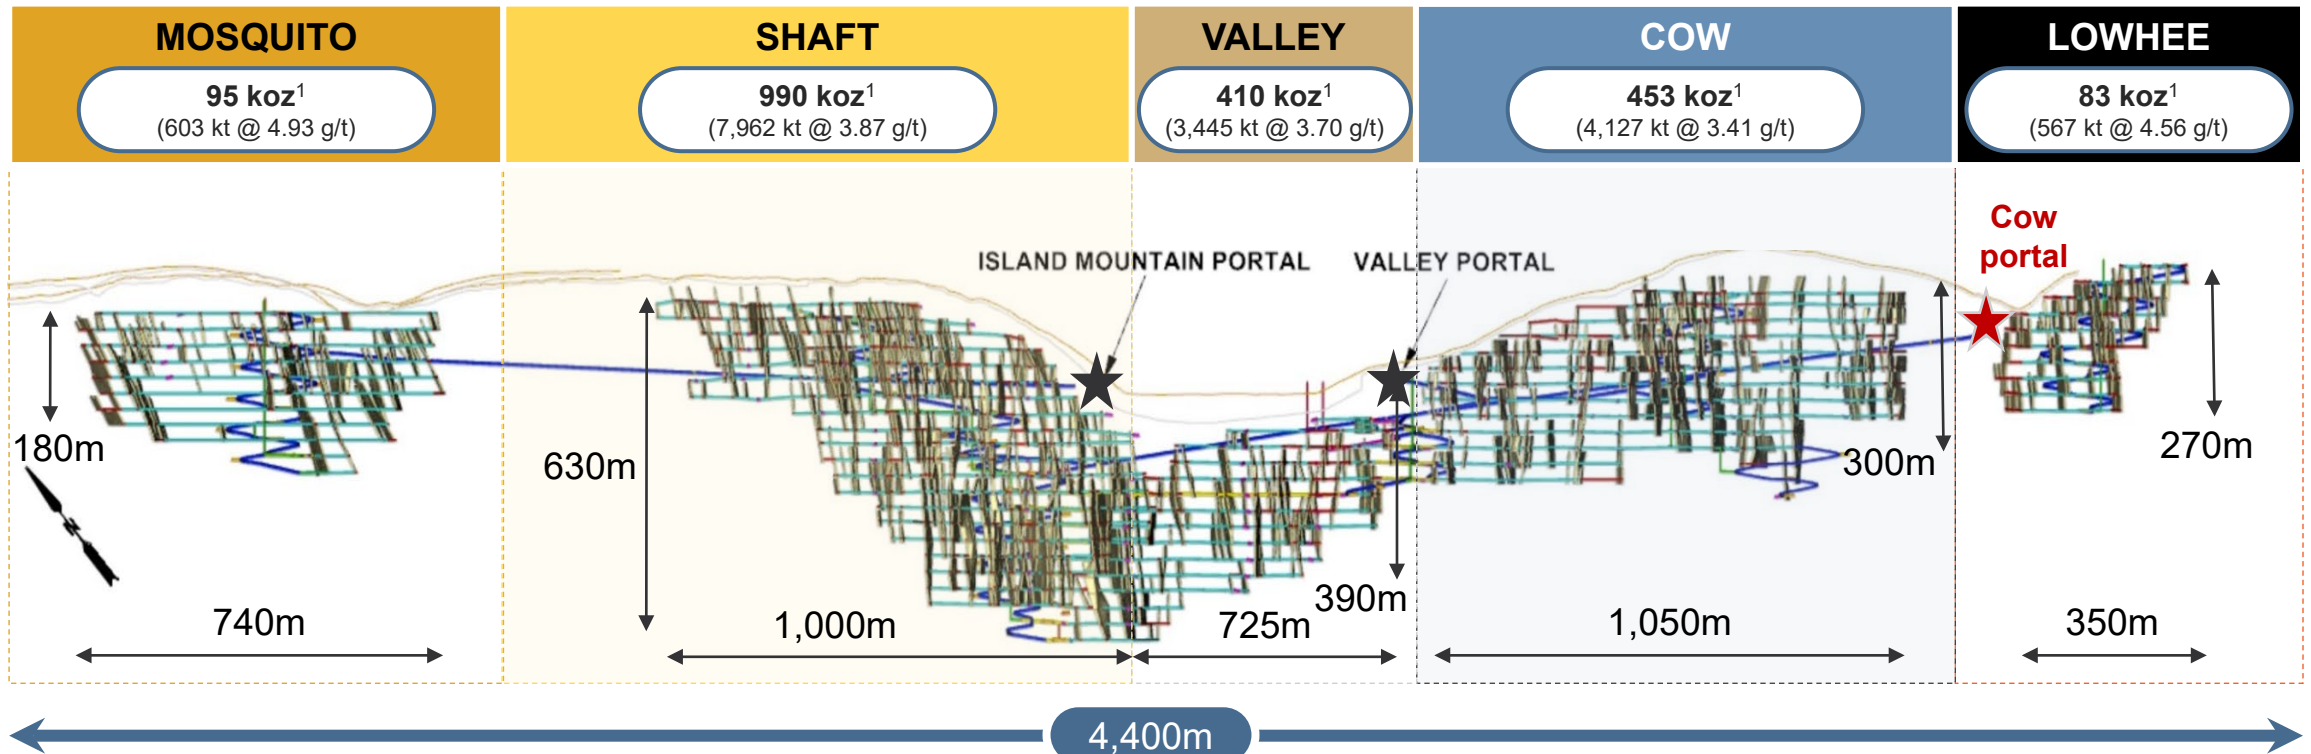 MOSQUITO
95 koz¹
(603 kt @ 4.93 g/t)
SHAFT
990 koz¹
(7,962 kt @ 3.87 g/t)
VALLEY
410 koz¹
(3,445 kt @ 3.70 g/t)
COW
453 koz¹
(4,127 kt @ 3.41 g/t)
LOWHEE
83 koz¹
(567 kt @ 4.56 g/t)
Cow
portal
ISLAND MOUNTAIN PORTAL
VALLEY PORTAL
180m
630m
300m
270m
N
390m
740m
1,000m
725m
1,050m
350m
4,400m